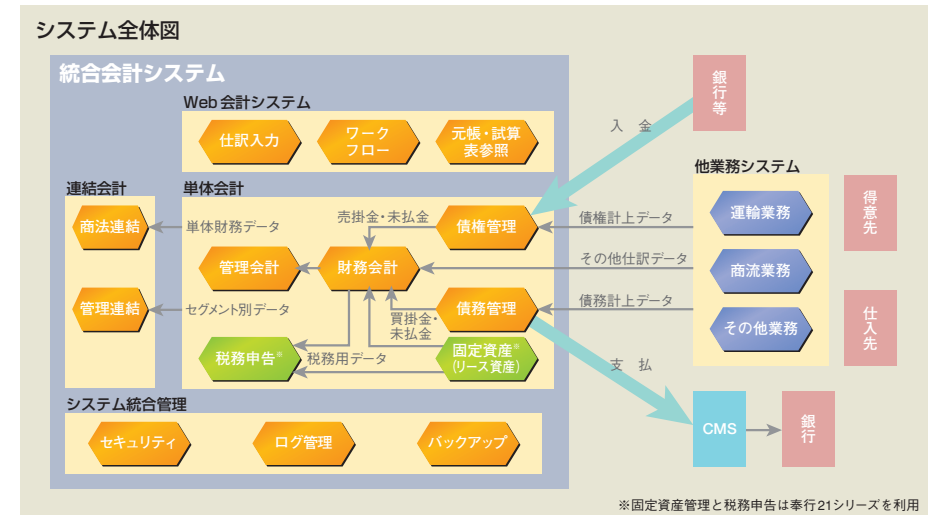 システム全体図
統合会計システム
Web会計システム
仕訳入力
ワーク
フロー
元帳・試算
表参照
銀行等
入 金
連結会計
単体会計
他業務システム
商法連結
単体財務データ
売掛金・未払金
債権管理
債権計上データ
運輸業務
得意先
管理会計
財務会計
その他仕訳データ
商流業務
管理連結
セグメント別データ
買掛金・
未払金
債務管理
債務計上データ
その他業務
仕入先
税務申告※
税務用データ
固定資産※
(リース資産)
支 払
システム統合管理
セキュリティ
ログ管理
バックアップ
CMS
銀行
※固定資産管理と税務申告は奉行21シリーズを利用